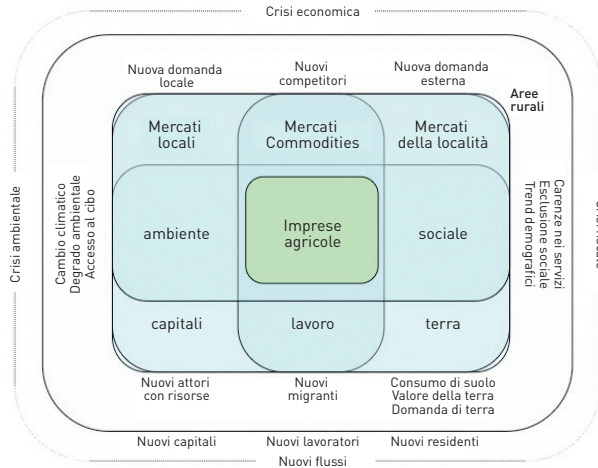 Crisi economica
Nuova domanda
locale
Nuovi
competitori
Nuova domanda
esterna
Aree
rurali
Mercati
locali
Mercati
Commodities
Mercati
della località
Crisi ambientale
Cambio climatico
Degrado ambientale
Accesso al cibo
ambiente
Imprese
agricole
sociale
Carenze nei servizi
Esclusione sociale
Trend demografici
capitali
lavoro
terra
Nuovi attori
con risorse
Nuovi
migranti
Consumo di suolo
Valore della terra
Domanda di terra
Nuovi capitali
Nuovi lavoratori
Nuovi residenti
Nuovi flussi